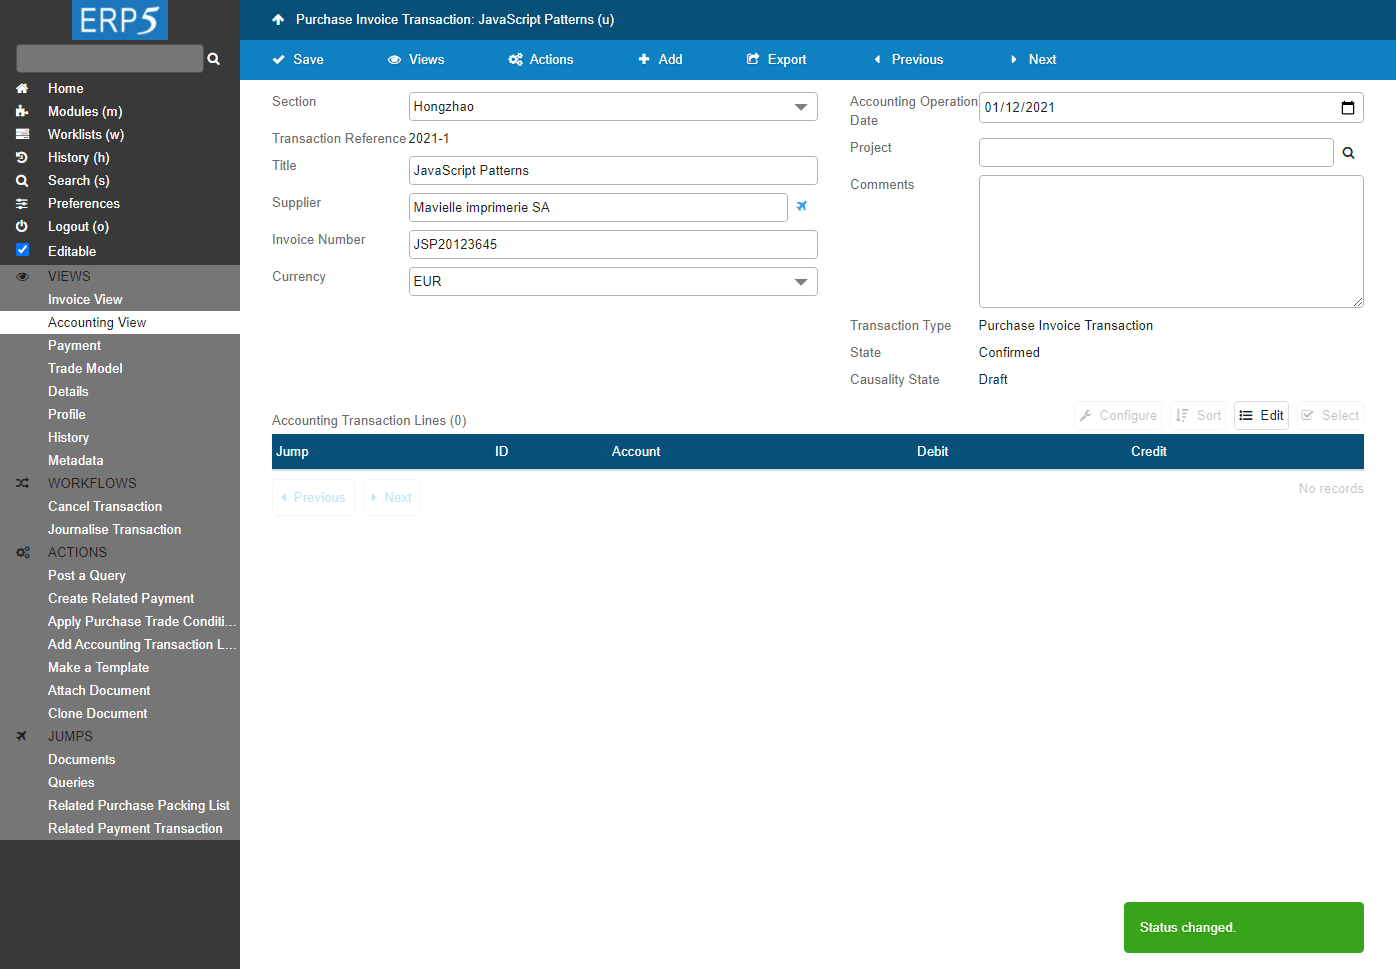 ERP5
Purchase Invoice Transaction: JavaScript Patterns (u)
Save
Views
Actions
Add
Export
Previous
Next
Home
Modules (m)
Worklists (w)
History (h)
Search (s)
Preferences
Logout (o)
Editable
VIEWS
Invoice View
Accounting View
Payment
Trade Model
Details
Profile
History
Metadata
WORKFLOWS
Cancel Transaction
Journalise Transaction
ACTIONS
Post a Query
Create Related Payment
Apply Purchase Trade Conditi...
Add Accounting Transaction L...
Make a Template
Attach Document
Clone Document
JUMPS
Documents
Queries
Related Purchase Packing List
Related Payment Transaction
Section
Hongzhao
Transaction Reference 2021-1
Title
JavaScript Patterns
Supplier
Mavielle imprimerie SA
Invoice Number
JSP20123645
Currency
EUR
Accounting Operation
Date
01/12/2021
Project
Comments
Transaction Type
Purchase Invoice Transaction
State
Confirmed
Causality State
Draft
Accounting Transaction Lines (0)
Configure
Sort
Edit
Select
Jump
ID
Account
Debit
Credit
Previous
Next
No records
Status changed.